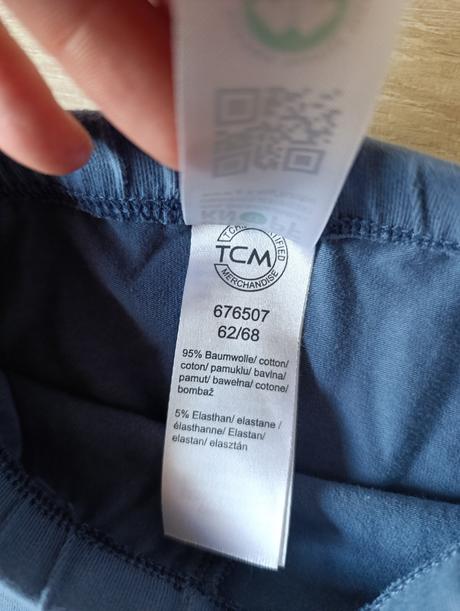 TCM
MERCHANDISE
676507
62/68
95% Baumwolle/ cotton/
coton/ pamuklu/ bavlna/
pamut/ bawełna/ cotone/
bombaž
5% Elasthan/ elastane /
élasthanne/ Elastan/
elastan/ elasztán/